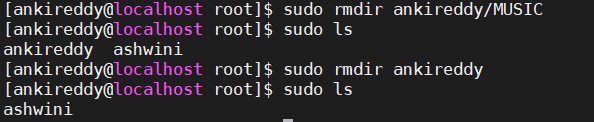 [ankireddy@localhost root]$ sudo rmdir ankireddy/MUSIC
[ankireddy@localhost root]$ sudo ls
ankireddy  ashwini
[ankireddy@localhost root]$ sudo rmdir ankireddy
[ankireddy@localhost root]$ sudo ls
ashwini